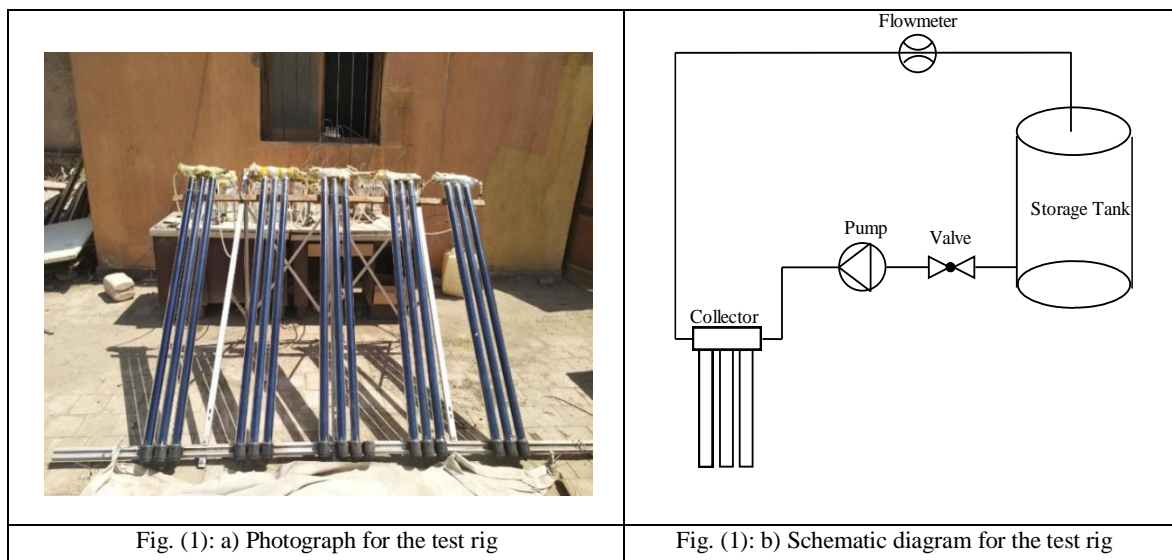 Flowmeter
Storage Tank
Pump
Valve
Collector
Fig. (1): a) Photograph for the test rig
Fig. (1): b) Schematic diagram for the test rig